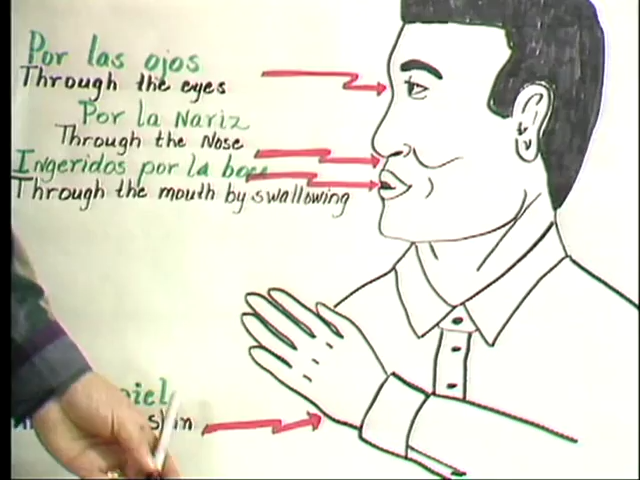 Por las ojos
Through the eyes
Por la Nariz
Through the Nose
Ingeridos por la boca
Through the mouth by swallowing
piel
skin